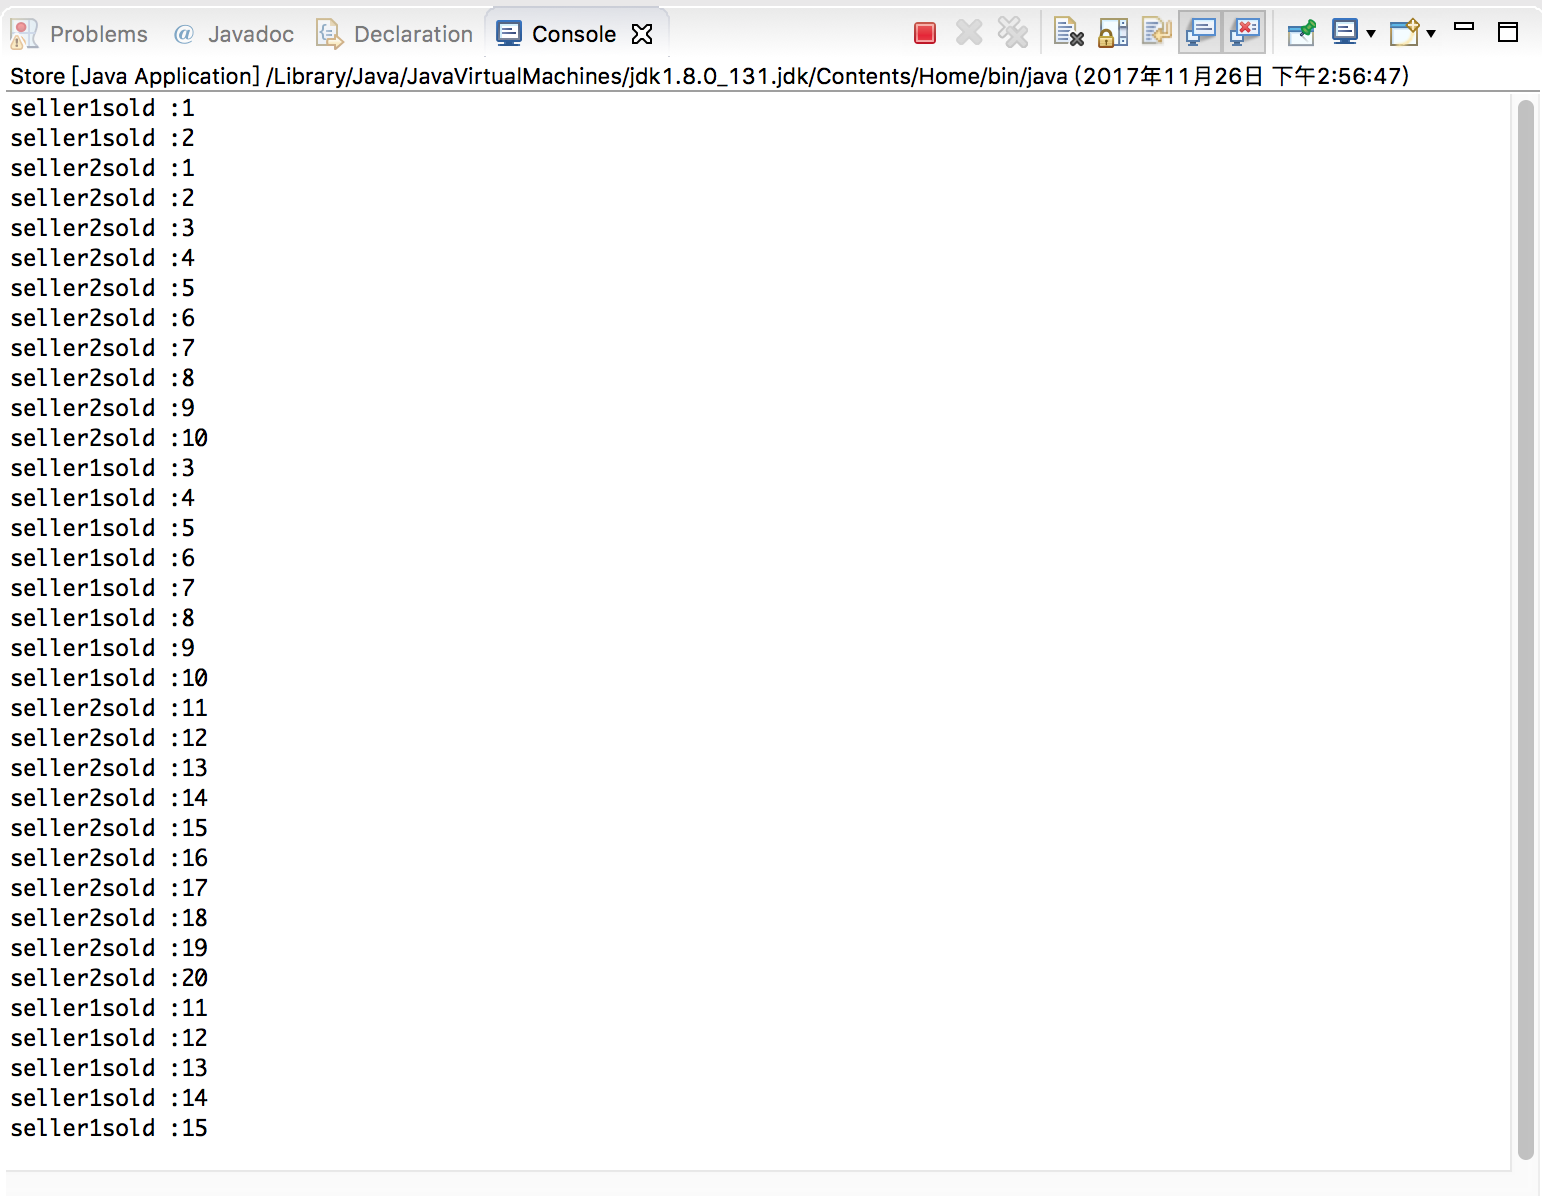 Problems @ Javadoc Declaration Console
Store [Java Application] /Library/Java/JavaVirtualMachines/jdk1.8.0_131.jdk/Contents/Home/bin/java (2017年11月26日 下午2:56:47)
seller1sold :1
seller1sold :2
seller2sold :1
seller2sold :2
seller2sold :3
seller2sold :4
seller2sold :5
seller2sold :6
seller2sold :7
seller2sold :8
seller2sold :9
seller2sold :10
seller1sold :3
seller1sold :4
seller1sold :5
seller1sold :6
seller1sold :7
seller1sold :8
seller1sold :9
seller1sold :10
seller2sold :11
seller2sold :12
seller2sold :13
seller2sold :14
seller2sold :15
seller2sold :16
seller2sold :17
seller2sold :18
seller2sold :19
seller2sold :20
seller1sold :11
seller1sold :12
seller1sold :13
seller1sold :14
seller1sold :15